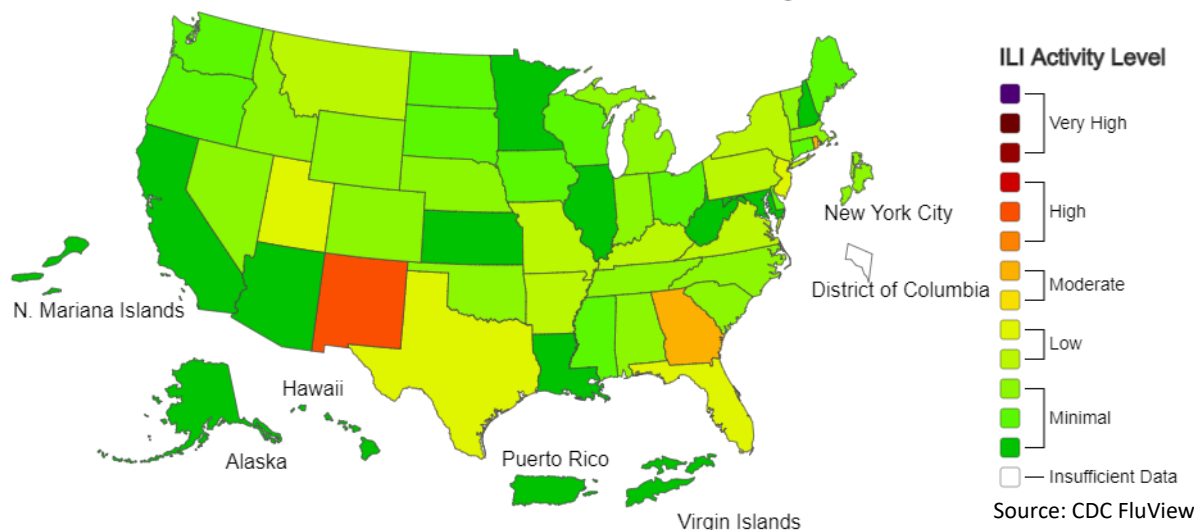 ILI Activity Level
Very High
High
Moderate
Low
Minimal
Insufficient Data
Source: CDC FluView
New York City
District of Columbia
N. Mariana Islands
Hawaii
Alaska
Puerto Rico
Virgin Islands